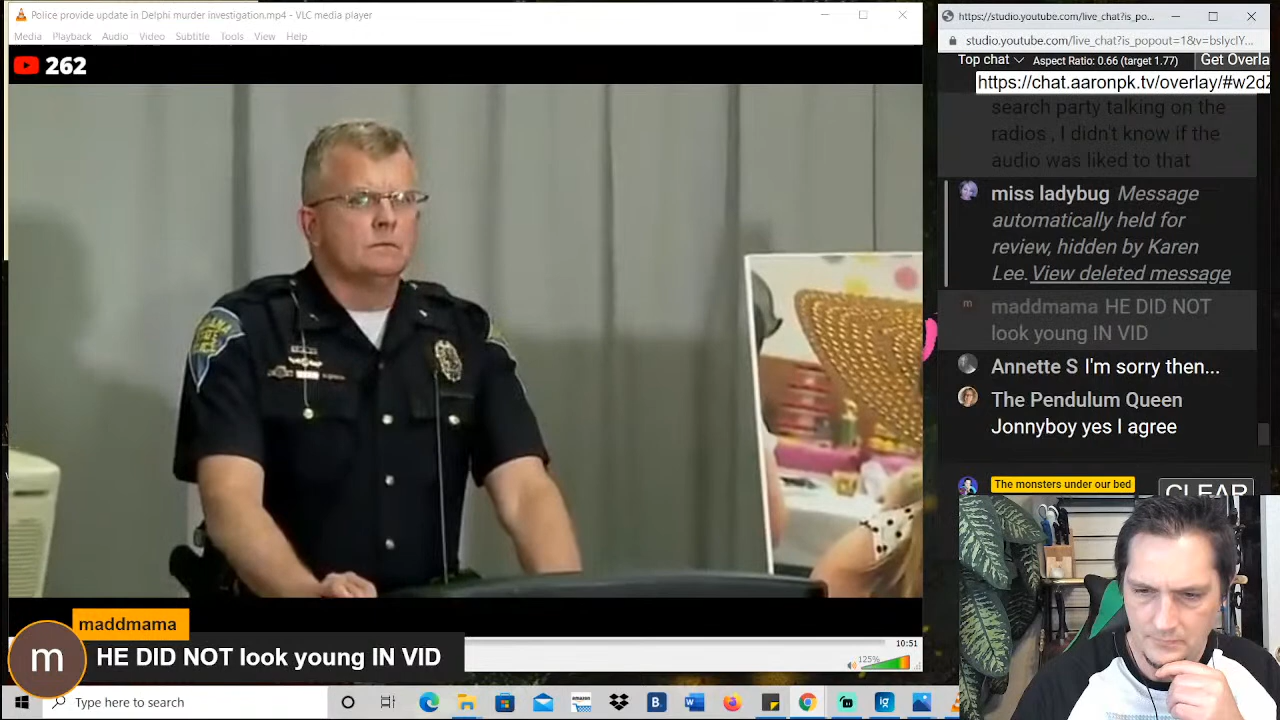 Police provide update in Delphi murder investigation.mp4 - VLC media player
Media Playback Audio Video Subtitle Tools View Help
262
10:51
125%
maddmama
m HE DID NOT look young IN VID
Type here to search
https://studio.youtube.com/live_chat?is_po...
studio.youtube.com/live_chat?is_popout=1&v=bslyclY...
Top chat Aspect Ratio: 0.66 (target 1.77) Get Overla
https://chat.aaronpk.tv/overlay/#w2dZ
search party talking on the
radios , I didn't know if the
audio was liked to that
miss ladybug Message
automatically held for
review, hidden by Karen
Lee. View deleted message
m maddmama HE DID NOT
look young IN VID
Annette S I'm sorry then...
The Pendulum Queen
Jonnyboy yes I agree
The monsters under our bed
CLEAR